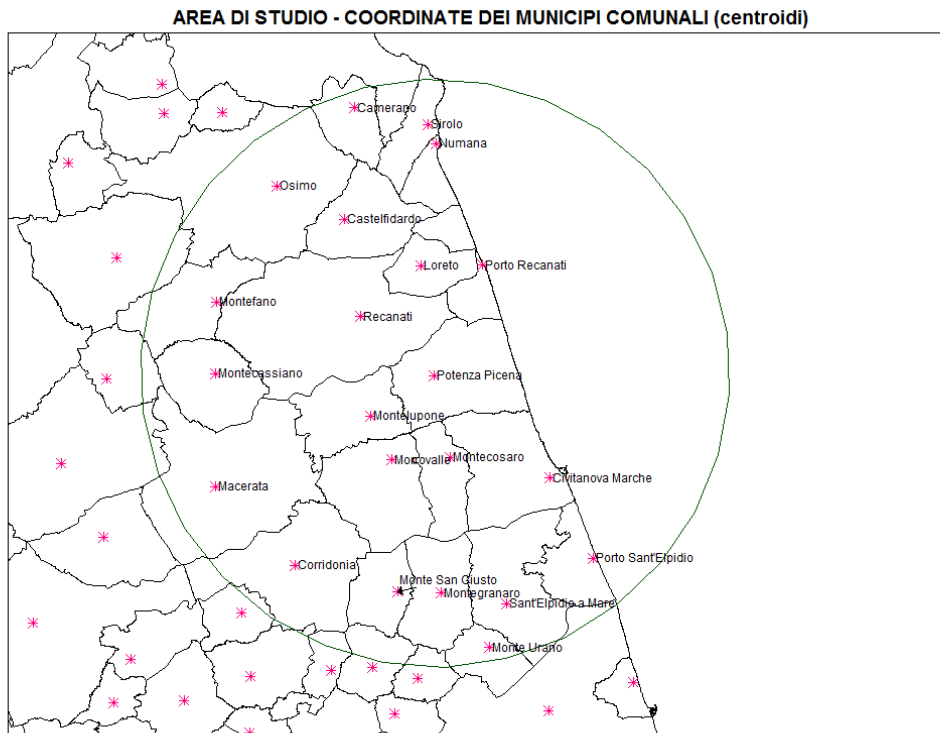 AREA DI STUDIO - COORDINATE DEI MUNICIPI COMUNALI (centroidi)
Camerano
Sirolo
Numana
Osimo
Castelfidardo
Loreto
Porto Recanati
Montefano
Recanati
Montecassiano
Potenza Picena
Montelupone
Morrovalle
Montecosaro
Civitanova Marche
Macerata
Porto Sant'Elpidio
Corridonia
Monte San Giusto
Montegranaro
Sant'Elpidio a Mare
Monte Urano